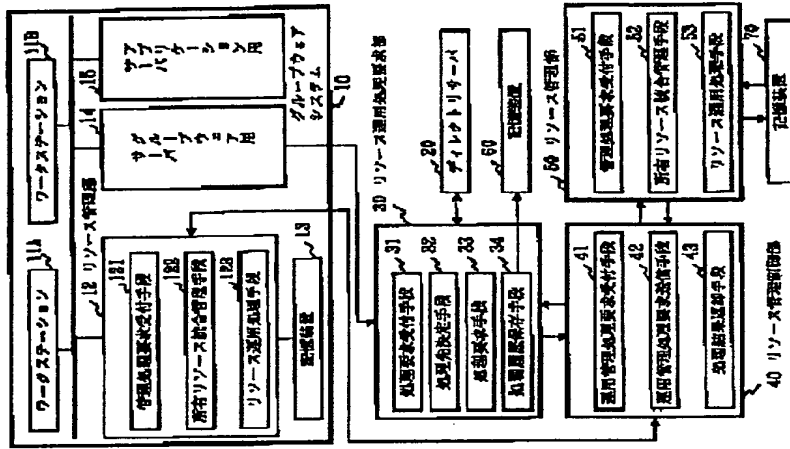 ワークステーション
11A
ワークステーション
11B
12 リソース管理部
121
管理処理要求受付手段
122
所有リソース統合管理手段
123
リソース運用処理手段
13
記憶装置
14
グループウェア用
サーバ
15
アプリケーション用
サーバ
グループウェア
システム
10
30 リソース運用処理要求部
31
処理要求受付手段
32
処理先決定手段
33
処理要求手段
34
処理履歴保存手段
20
ディレクトリサーバ
60
記憶装置
40 リソース管理制御部
41
運用管理処理要求受付手段
42
運用管理処理要求送信手段
43
処理結果返却手段
50 リソース管理部
51
管理処理要求受付手段
52
所有リソース統合管理手段
53
リソース運用処理手段
70
記憶装置